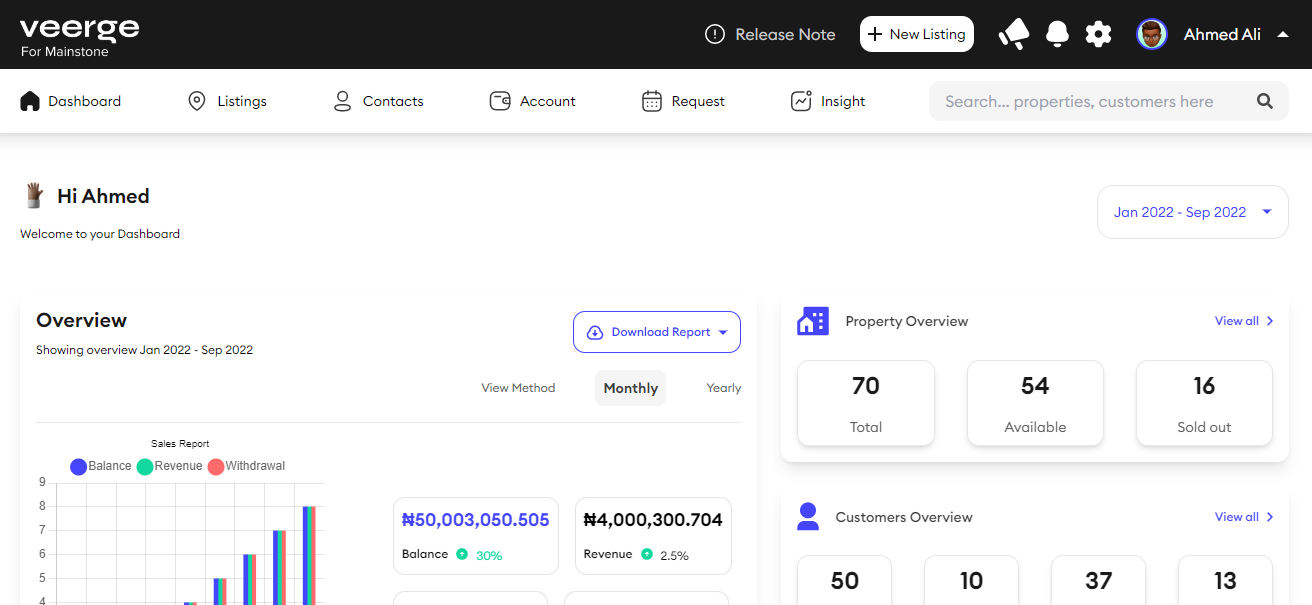 veerge
For Mainstone
Release Note
New Listing
Ahmed Ali
Dashboard
Listings
Contacts
Account
Request
Insight
Search... properties, customers here
Hi Ahmed
Welcome to your Dashboard
Jan 2022 - Sep 2022
Overview
Showing overview Jan 2022 - Sep 2022
Download Report
View Method
Monthly
Yearly
Sales Report
Balance Revenue Withdrawal
9
8
7
6
5
4
₦50,003,050.505
Balance 30%
₦4,000,300.704
Revenue 2.5%
Property Overview
View all
70
Total
54
Available
16
Sold out
Customers Overview
View all
50
10
37
13